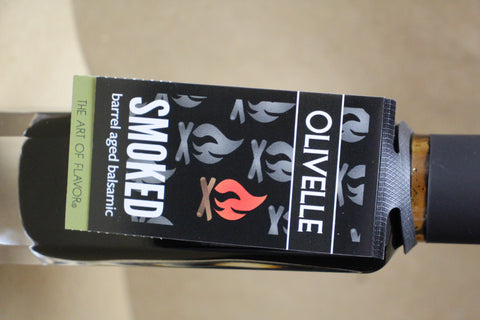 OLIVELLE
SMOKED
barrel aged balsamic
THE ART OF FLAVOR®